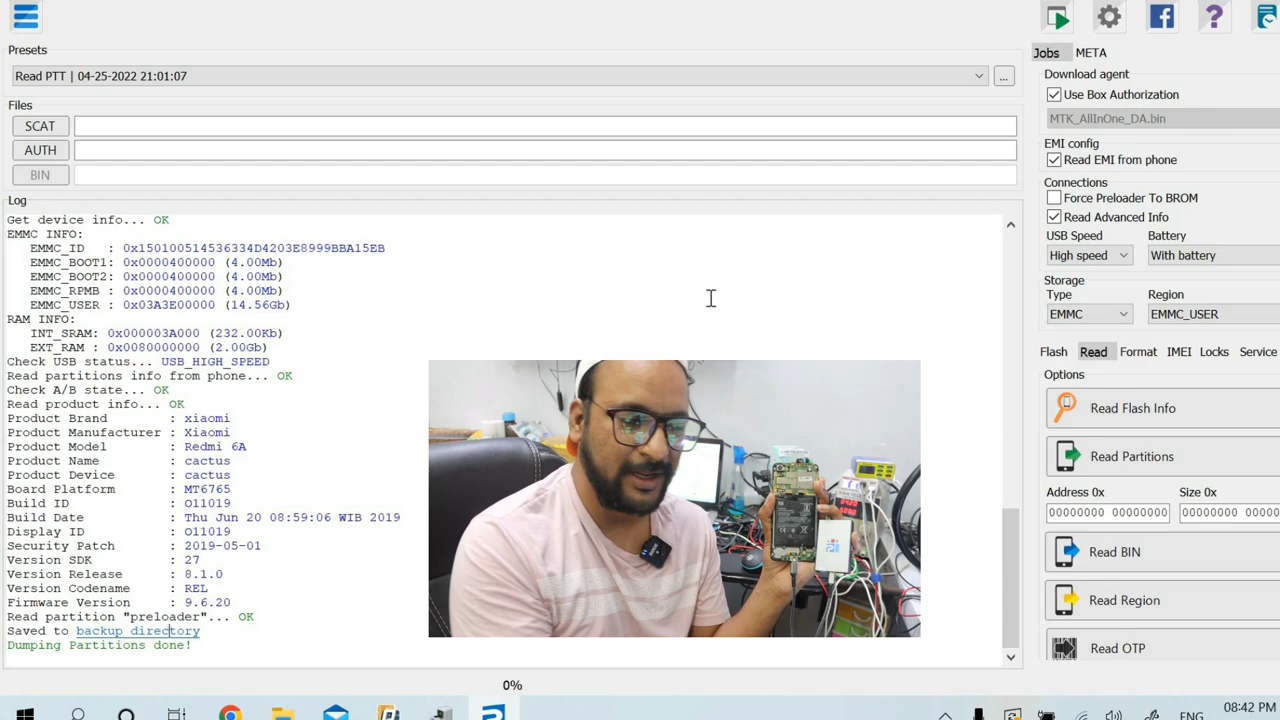 Presets
Read PTT | 04-25-2022 21:01:07
...
Files
SCAT
AUTH
BIN
Log
Get device info... OK
EMMC INFO:
EMMC_ID : 0x150100514536334D4203E8999BBA15EB
EMMC_BOOT1: 0x0000400000 (4.00Mb)
EMMC_BOOT2: 0x0000400000 (4.00Mb)
EMMC_RPMB : 0x0000400000 (4.00Mb)
EMMC_USER : 0x03A3E00000 (14.56Gb)
RAM INFO:
INT_SRAM: 0x000003A000 (232.00Kb)
EXT_RAM : 0x0080000000 (2.00Gb)
Check USB status... USB_HIGH_SPEED
Read partitions info from phone... OK
Check A/B state... OK
Read product info... OK
Product Brand : xiaomi
Product Manufacturer : Xiaomi
Product Model : Redmi 6A
Product Name : cactus
Product Device : cactus
Board Platform : MT6765
Build ID : O11019
Build Date : Thu Jun 20 08:59:06 WIB 2019
Display ID : O11019
Security Patch : 2019-05-01
Version SDK : 27
Version Release : 8.1.0
Version Codename : REL
Firmware Version : 9.6.20
Read partition "preloader"... OK
Saved to backup directory
Dumping Partitions done!
0%
Jobs META
Download agent
Use Box Authorization
MTK_AllInOne_DA.bin
EMI config
Read EMI from phone
Connections
Force Preloader To BROM
Read Advanced Info
USB Speed Battery
High speed With battery
Storage
Type Region
EMMC EMMC_USER
Flash Read Format IMEI Locks Service
Options
Read Flash Info
Read Partitions
Address 0x Size 0x
00000000 00000000 00000000 00000
Read BIN
Read Region
Read OTP
ENG
08:42 PM